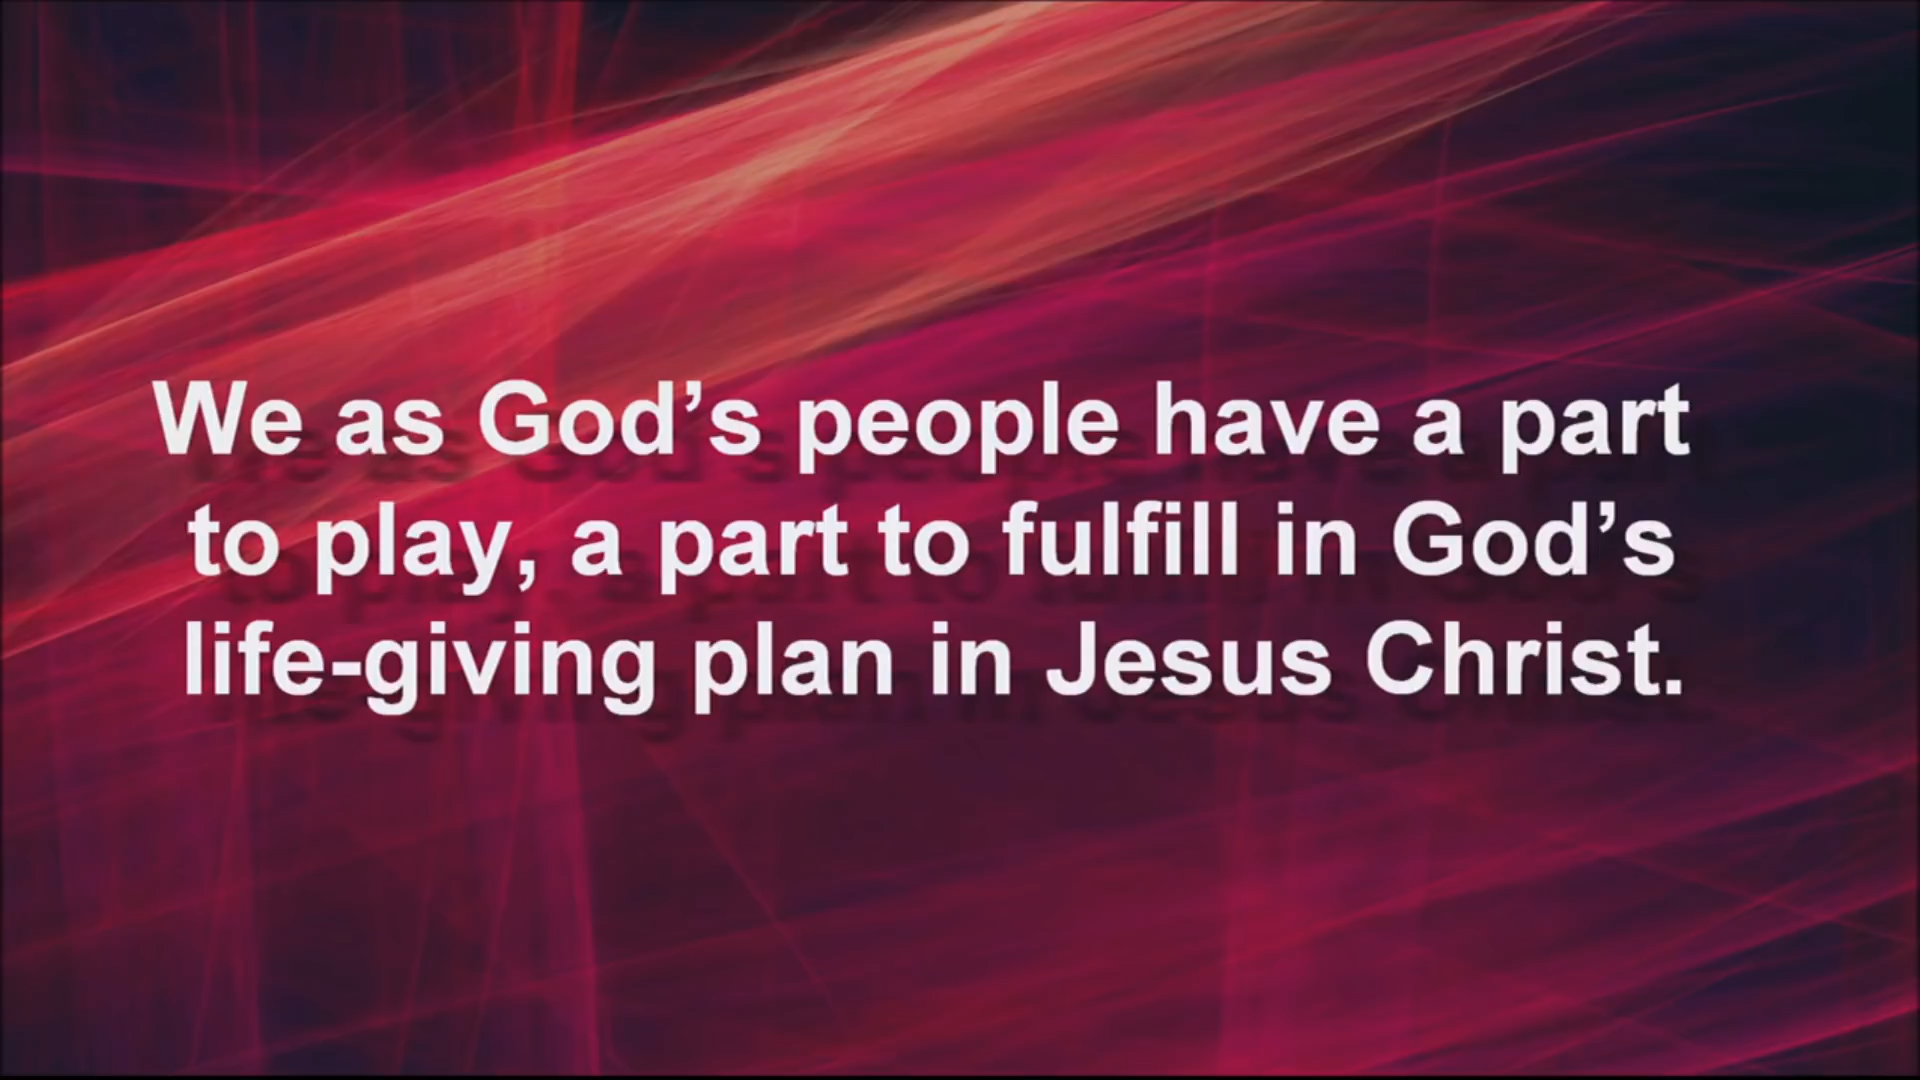 We as God’s people have a part
to play, a part to fulfill in God’s
life-giving plan in Jesus Christ.